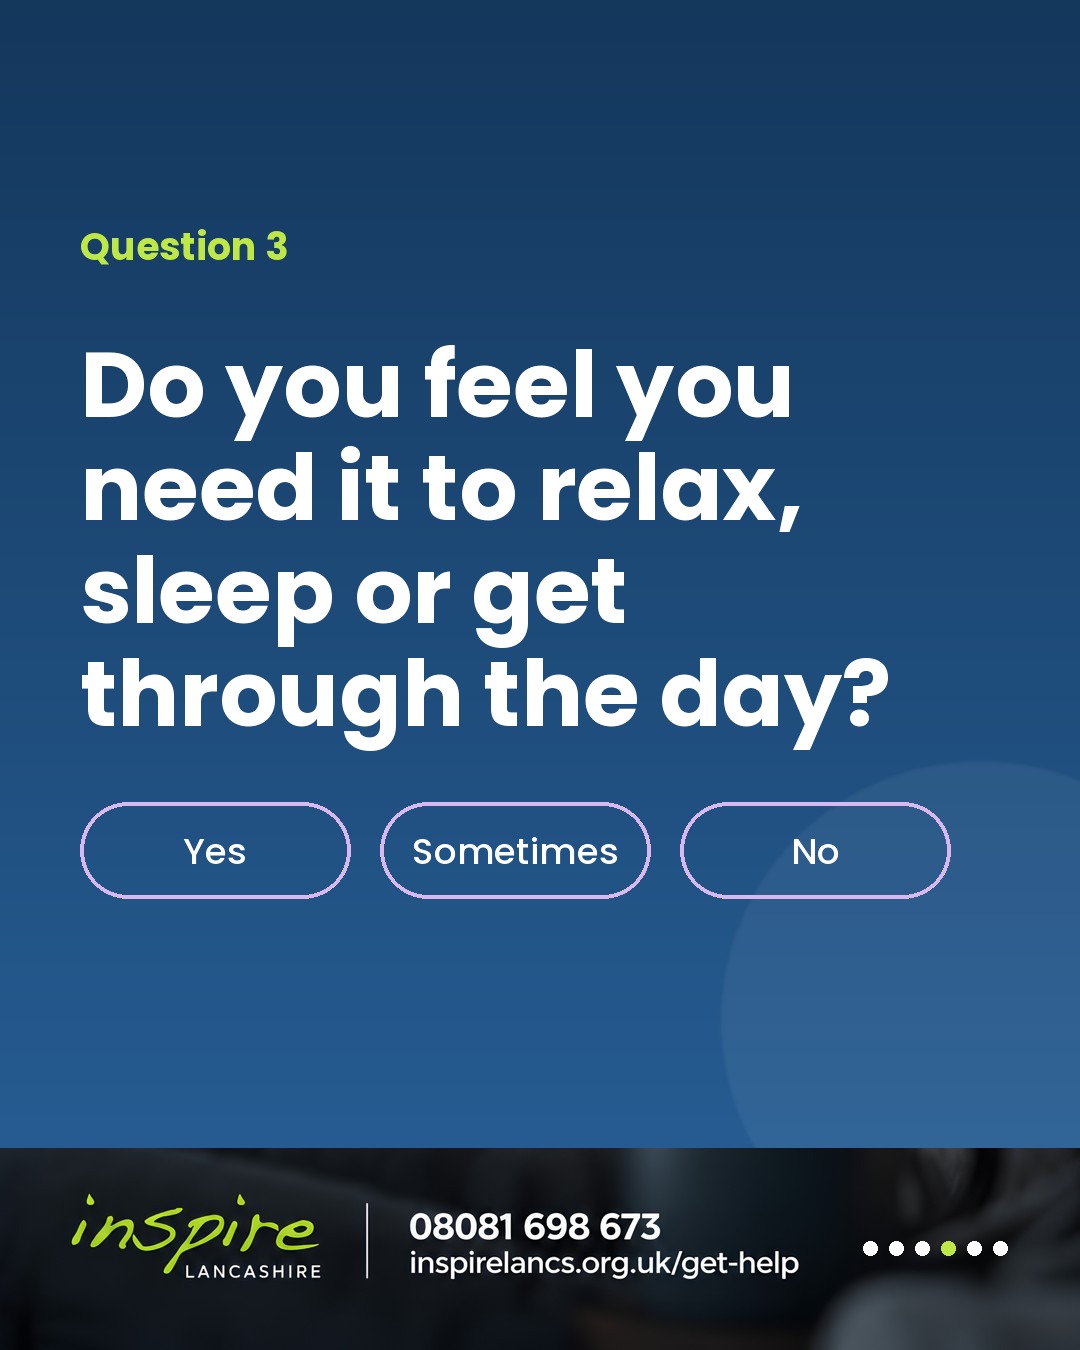 Question 3
Do you feel you
need it to relax,
sleep or get
through the day?
Yes
Sometimes
No
inspire
LANCASHIRE
08081 698 673
inspirelancs.org.uk/get-help